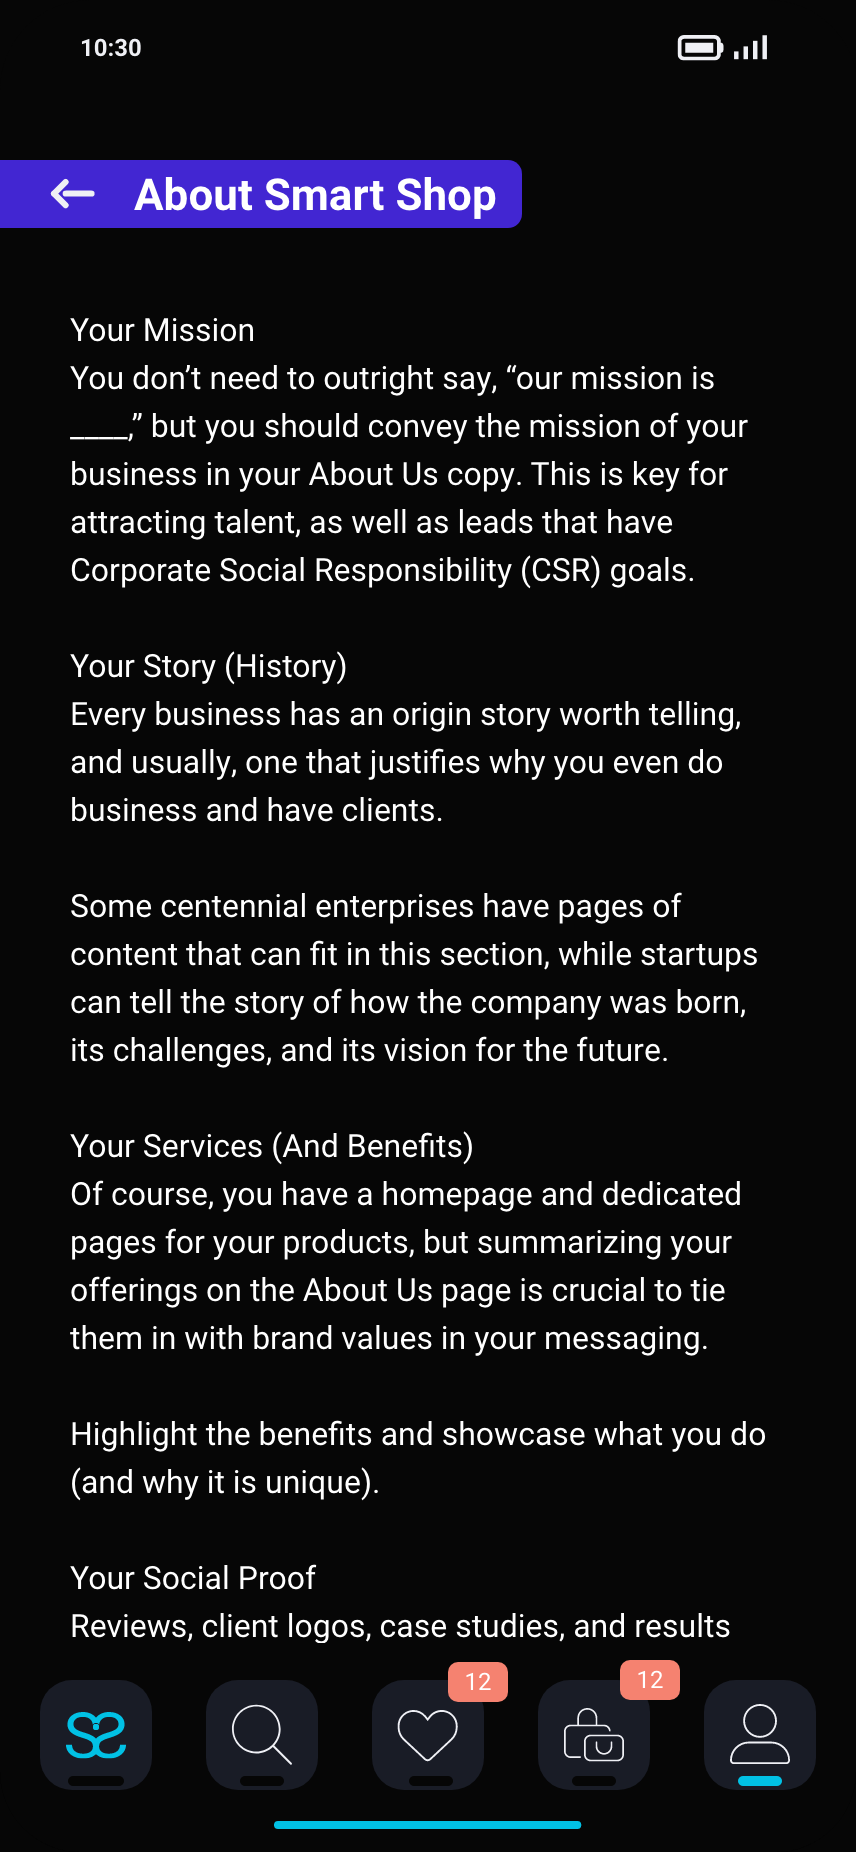 10:30
About Smart Shop
Your Mission
You don’t need to outright say, “our mission is
____,” but you should convey the mission of your
business in your About Us copy. This is key for
attracting talent, as well as leads that have
Corporate Social Responsibility (CSR) goals.
Your Story (History)
Every business has an origin story worth telling,
and usually, one that justifies why you even do
business and have clients.
Some centennial enterprises have pages of
content that can fit in this section, while startups
can tell the story of how the company was born,
its challenges, and its vision for the future.
Your Services (And Benefits)
Of course, you have a homepage and dedicated
pages for your products, but summarizing your
offerings on the About Us page is crucial to tie
them in with brand values in your messaging.
Highlight the benefits and showcase what you do
(and why it is unique).
Your Social Proof
Reviews, client logos, case studies, and results
12
12